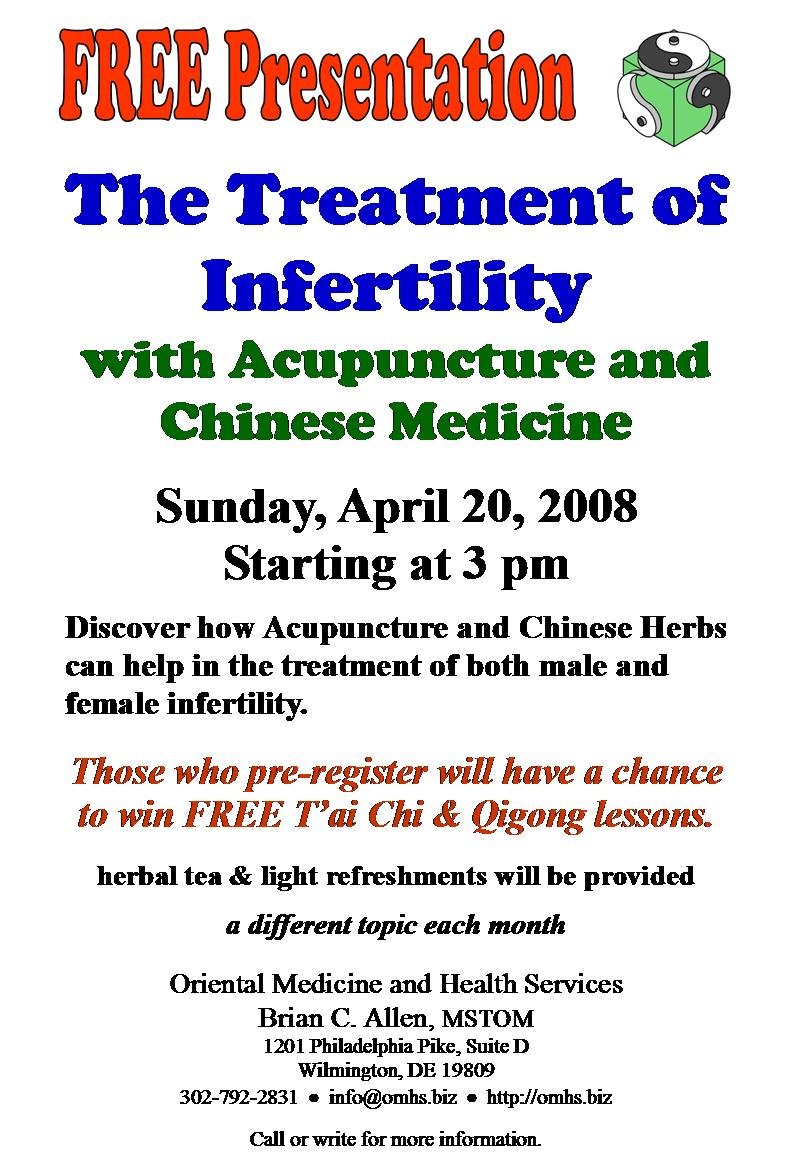 FREE Presentation
The Treatment of
Infertility
with Acupuncture and
Chinese Medicine
Sunday, April 20, 2008
Starting at 3 pm
Discover how Acupuncture and Chinese Herbs
can help in the treatment of both male and
female infertility.
Those who pre-register will have a chance
to win FREE T’ai Chi & Qigong lessons.
herbal tea & light refreshments will be provided
a different topic each month
Oriental Medicine and Health Services
Brian C. Allen, MSTOM
1201 Philadelphia Pike, Suite D
Wilmington, DE 19809
302-792-2831 ● info@omhs.biz ● http://omhs.biz
Call or write for more information.